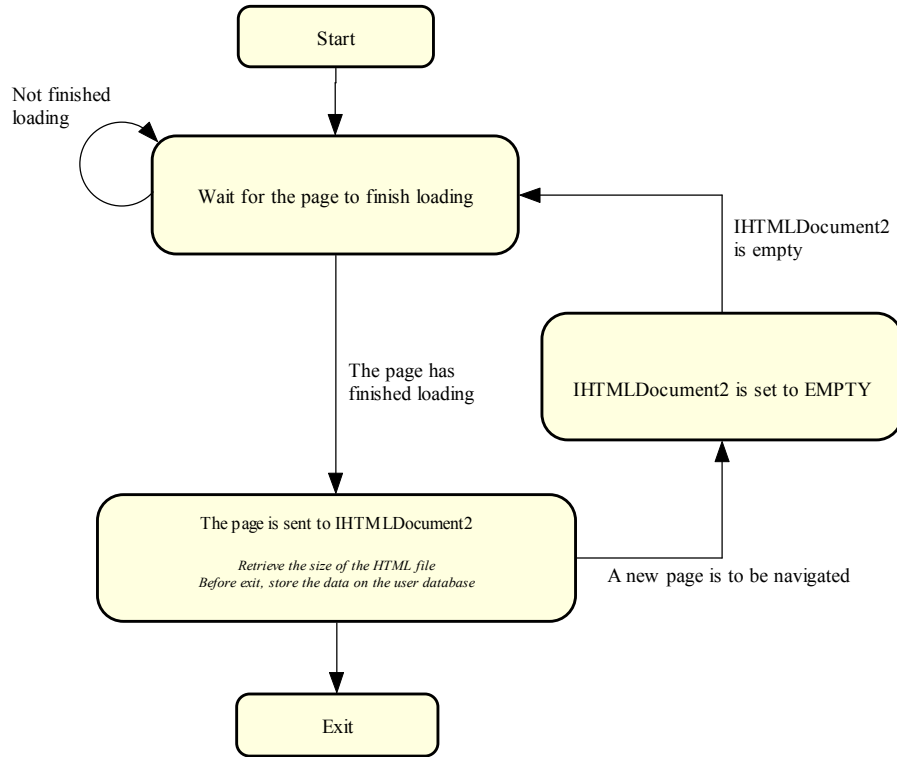 Start
Not finished
loading
Wait for the page to finish loading
IHTMLDocument2
is empty
The page has
finished loading
IHTMLDocument2 is set to EMPTY
The page is sent to IHTMLDocument2
Retrieve the size of the HTML file
Before exit, store the data on the user database
A new page is to be navigated
Exit